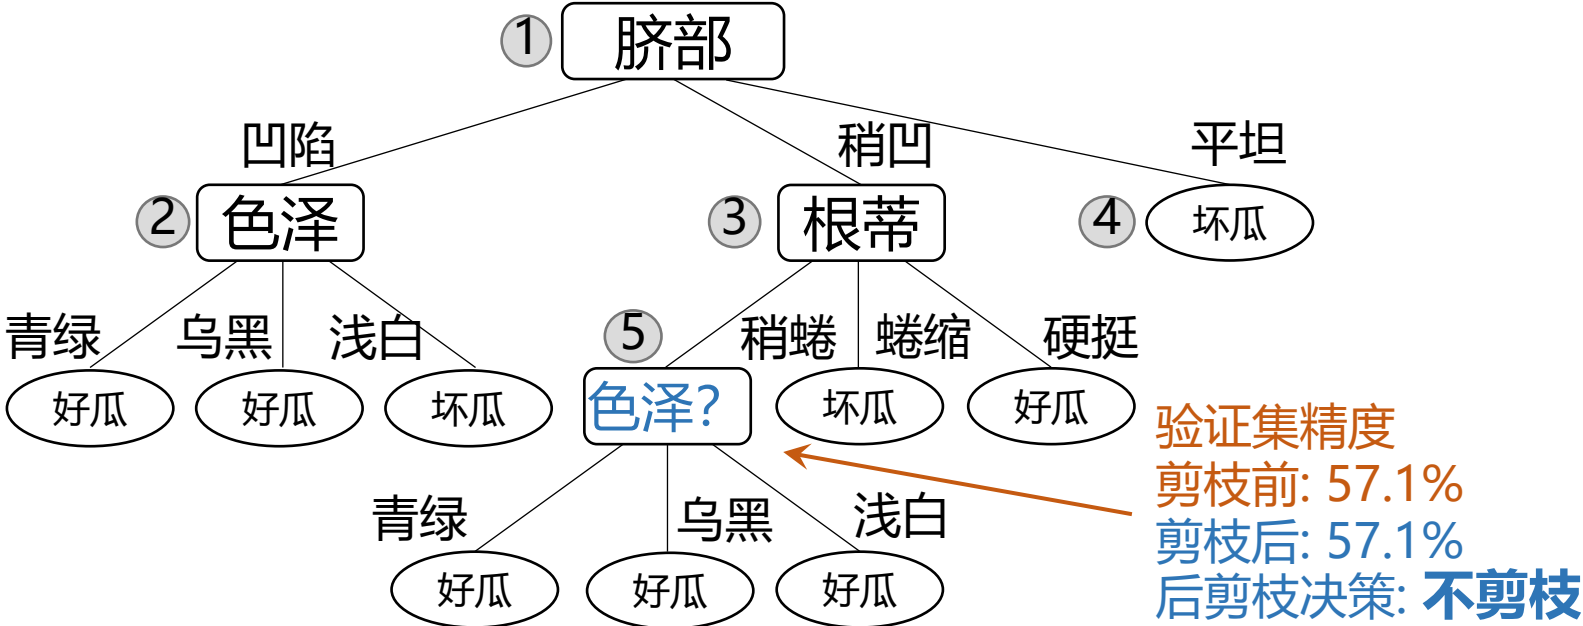 1
脐部
凹陷
稍凹
平坦
2
色泽
3
根蒂
4
坏瓜
青绿
乌黑
浅白
5
稍蜷
蜷缩
硬挺
好瓜
好瓜
坏瓜
色泽?
坏瓜
好瓜
验证集精度
剪枝前: 57.1%
剪枝后: 57.1%
后剪枝决策: 不剪枝
青绿
乌黑
浅白
好瓜
好瓜
好瓜